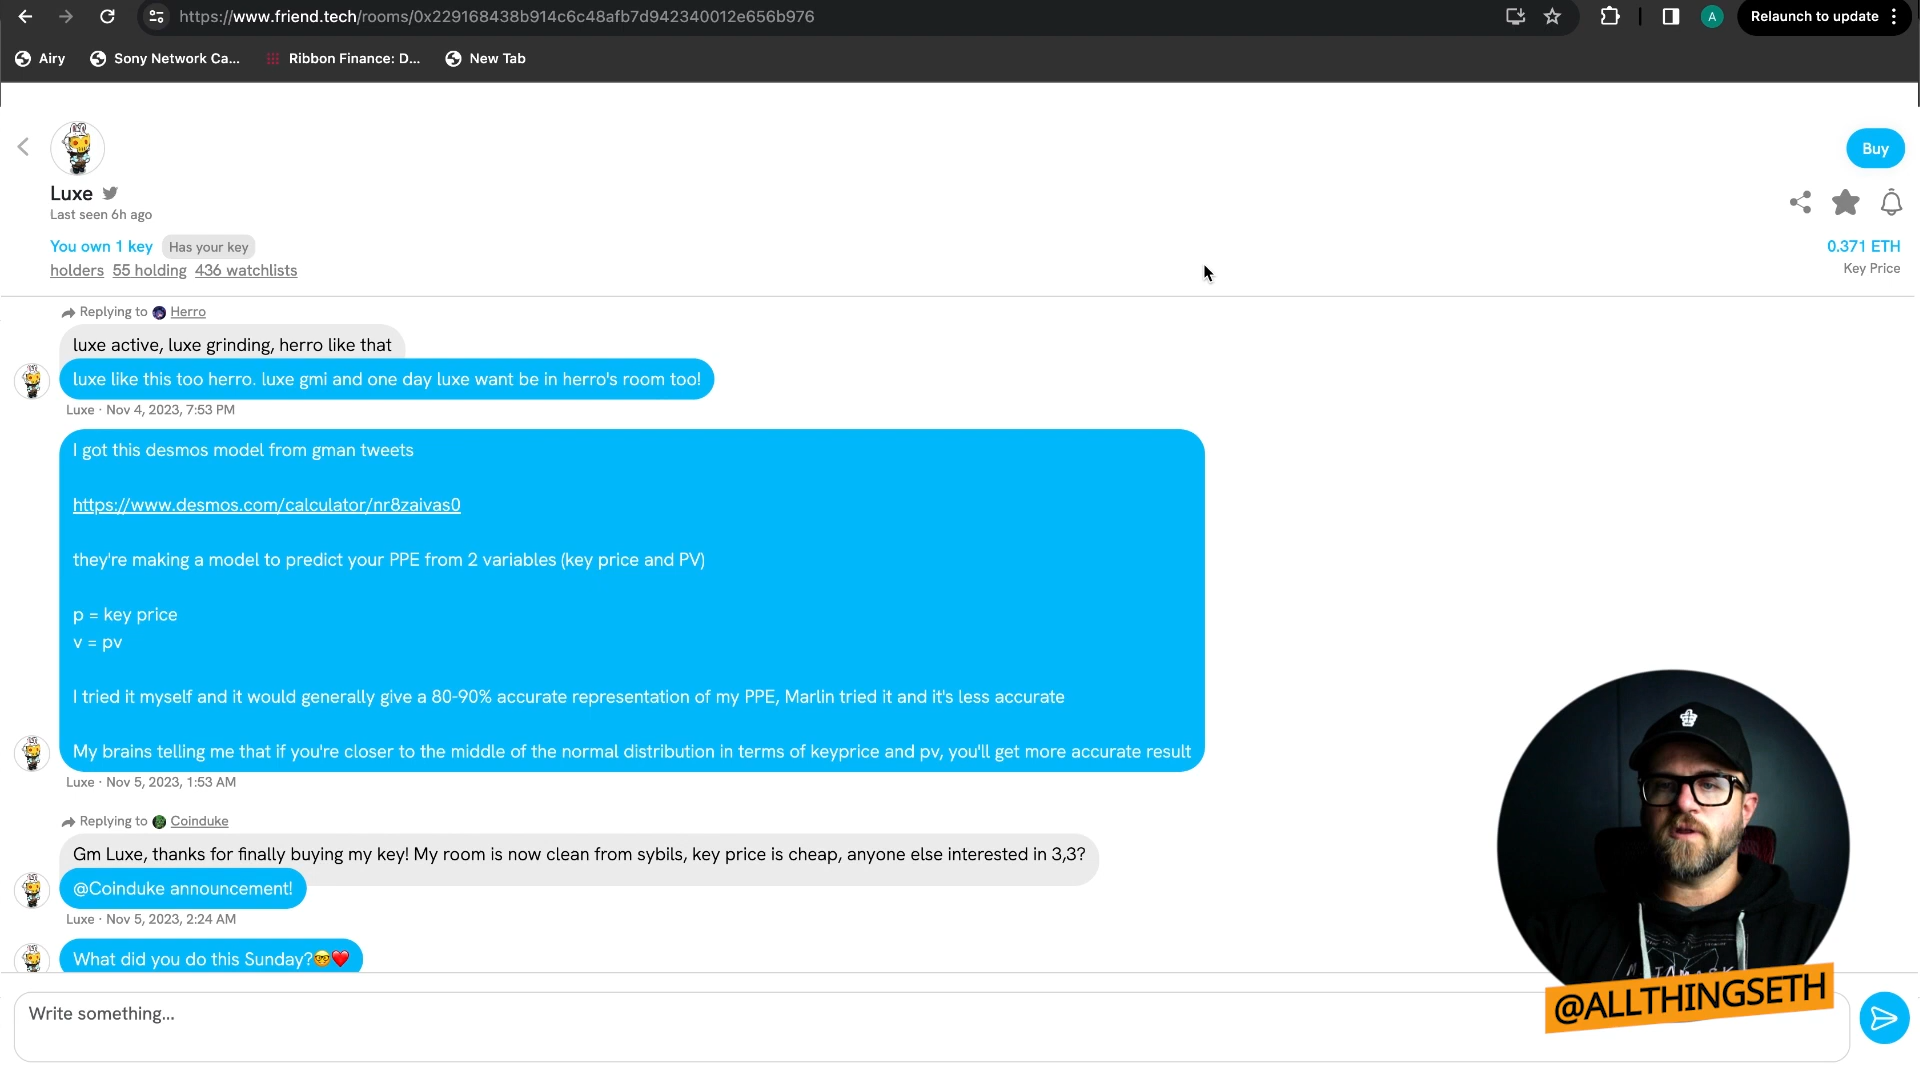 https://www.friend.tech/rooms/0x229168438b914c6c48afb7d942340012e656b976
A
Relaunch to update
Airy
Sony Network Ca...
Ribbon Finance: D...
New Tab
Buy
Luxe
Last seen 6h ago
You own 1 key Has your key
0.371 ETH
holders 55 holding 436 watchlists
Key Price
Replying to Herro
luxe active, luxe grinding, herro like that
luxe like this too herro. luxe gmi and one day luxe want be in herro's room too!
Luxe · Nov 4, 2023, 7:53 PM
I got this desmos model from gman tweets
https://www.desmos.com/calculator/nr8zaivas0
they're making a model to predict your PPE from 2 variables (key price and PV)
p = key price
v = pv
I tried it myself and it would generally give a 80-90% accurate representation of my PPE, Marlin tried it and it's less accurate
My brains telling me that if you're closer to the middle of the normal distribution in terms of keyprice and pv, you'll get more accurate result
Luxe · Nov 5, 2023, 1:53 AM
Replying to Coinduke
Gm Luxe, thanks for finally buying my key! My room is now clean from sybils, key price is cheap, anyone else interested in 3,3?
@Coinduke announcement!
Luxe · Nov 5, 2023, 2:24 AM
What did you do this Sunday?🤓❤️
Write something...
@ALLTHINGSETH